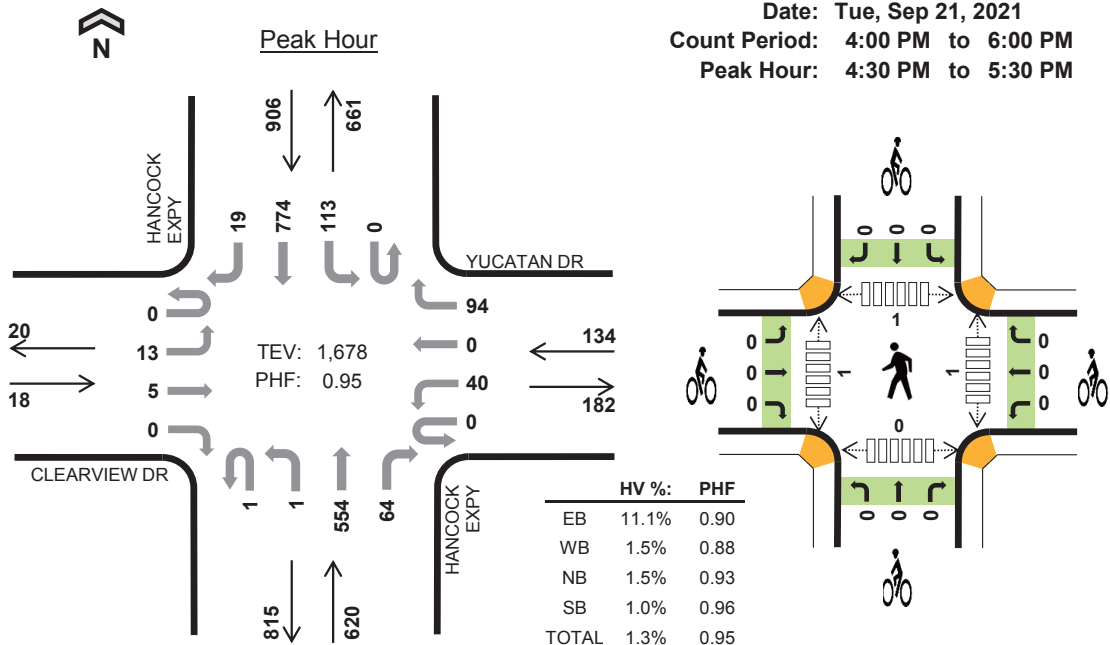 N
Peak Hour
Date: Tue, Sep 21, 2021
Count Period: 4:00 PM to 6:00 PM
Peak Hour: 4:30 PM to 5:30 PM
906
661
HANCOCK
EXPY
19
774
113
0
YUCATAN DR
0
13
5
0
20
18
TEV: 1,678
PHF: 0.95
94
0
40
0
134
182
CLEARVIEW DR
1
1
554
64
HANCOCK
EXPY
815
620
HV %: PHF
EB 11.1% 0.90
WB 1.5% 0.88
NB 1.5% 0.93
SB 1.0% 0.96
TOTAL 1.3% 0.95
0
0
0
1
0
0
0
1
1
0
0
0
0
0
0
0